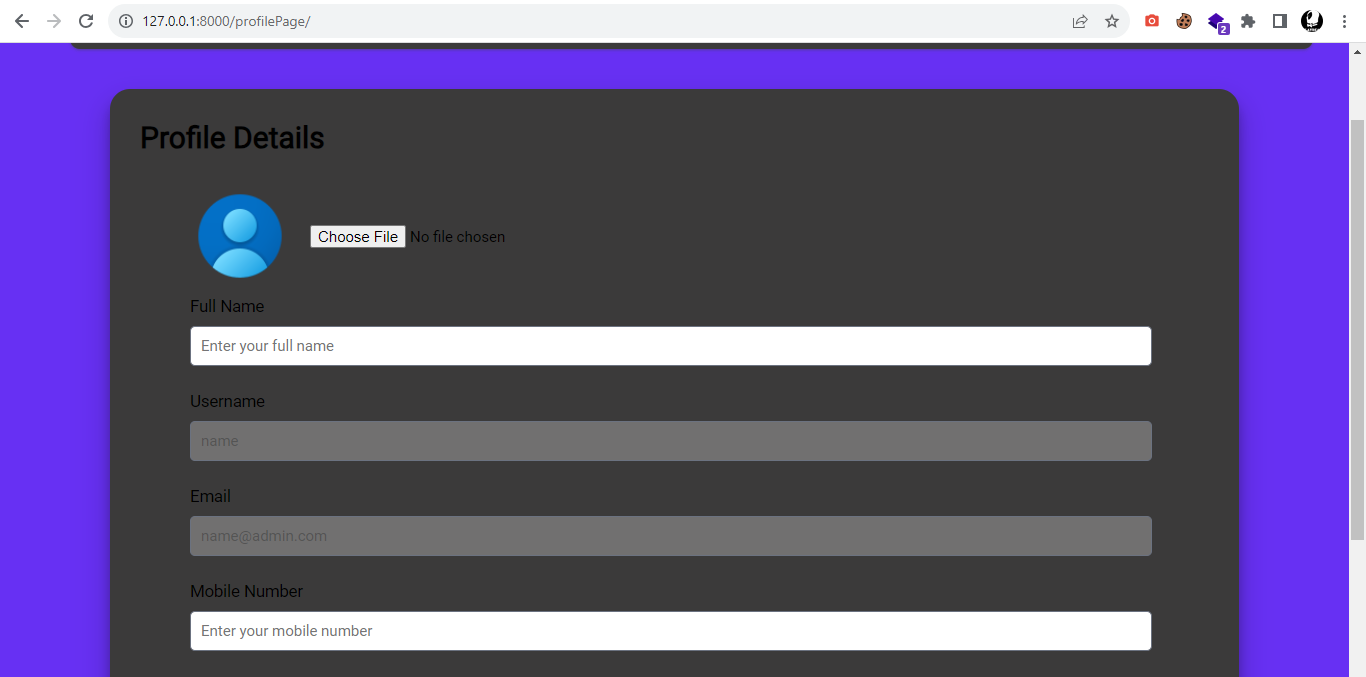 127.0.0.1:8000/profilePage/
2
Profile Details
Choose File No file chosen
Full Name
Enter your full name
Username
name
Email
name@admin.com
Mobile Number
Enter your mobile number